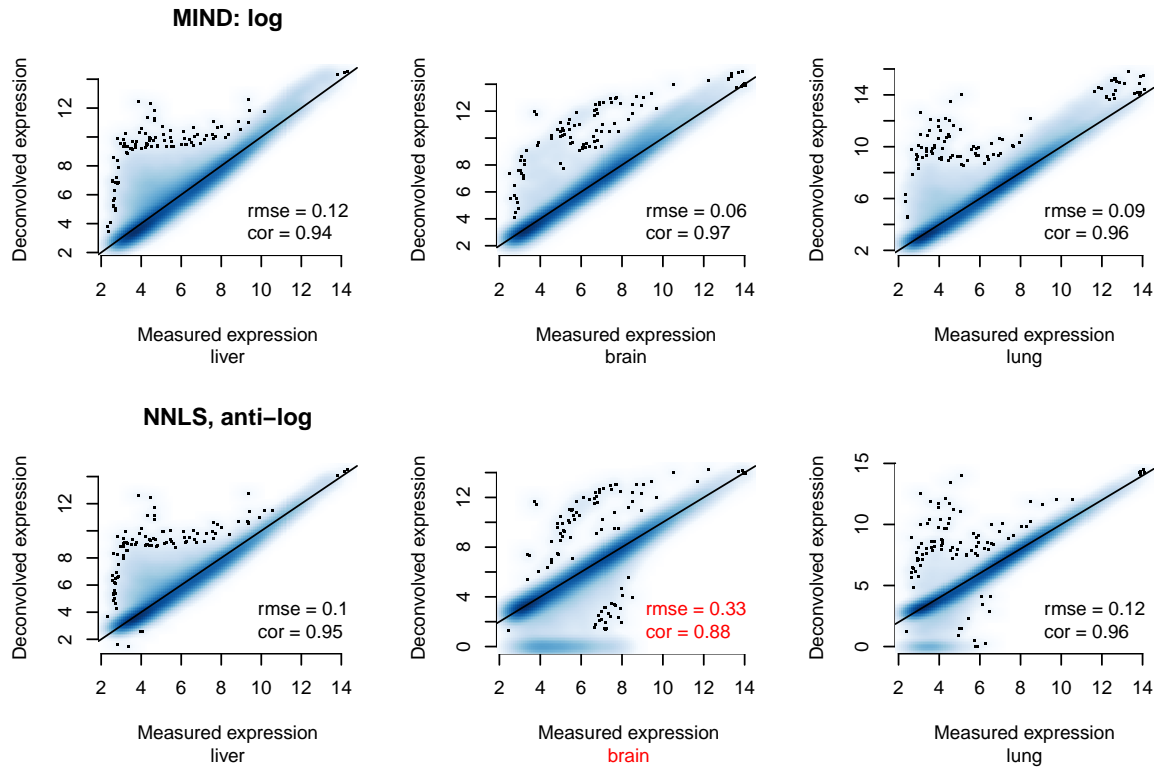 MIND: log
Deconvolved expression
2 4 6 8 12
rmse = 0.12
cor = 0.94
2 4 6 8 10 12 14
Measured expression
liver
Deconvolved expression
2 4 6 8 12
rmse = 0.06
cor = 0.97
2 4 6 8 10 12 14
Measured expression
brain
Deconvolved expression
2 6 10 14
rmse = 0.09
cor = 0.96
2 4 6 8 10 12 14
Measured expression
lung
NNLS, anti−log
Deconvolved expression
2 4 6 8 12
rmse = 0.1
cor = 0.95
2 4 6 8 10 12 14
Measured expression
liver
Deconvolved expression
0 4 8 12
rmse = 0.33
cor = 0.88
2 4 6 8 10 12 14
Measured expression
brain
Deconvolved expression
0 5 10 15
rmse = 0.12
cor = 0.96
2 4 6 8 10 12 14
Measured expression
lung